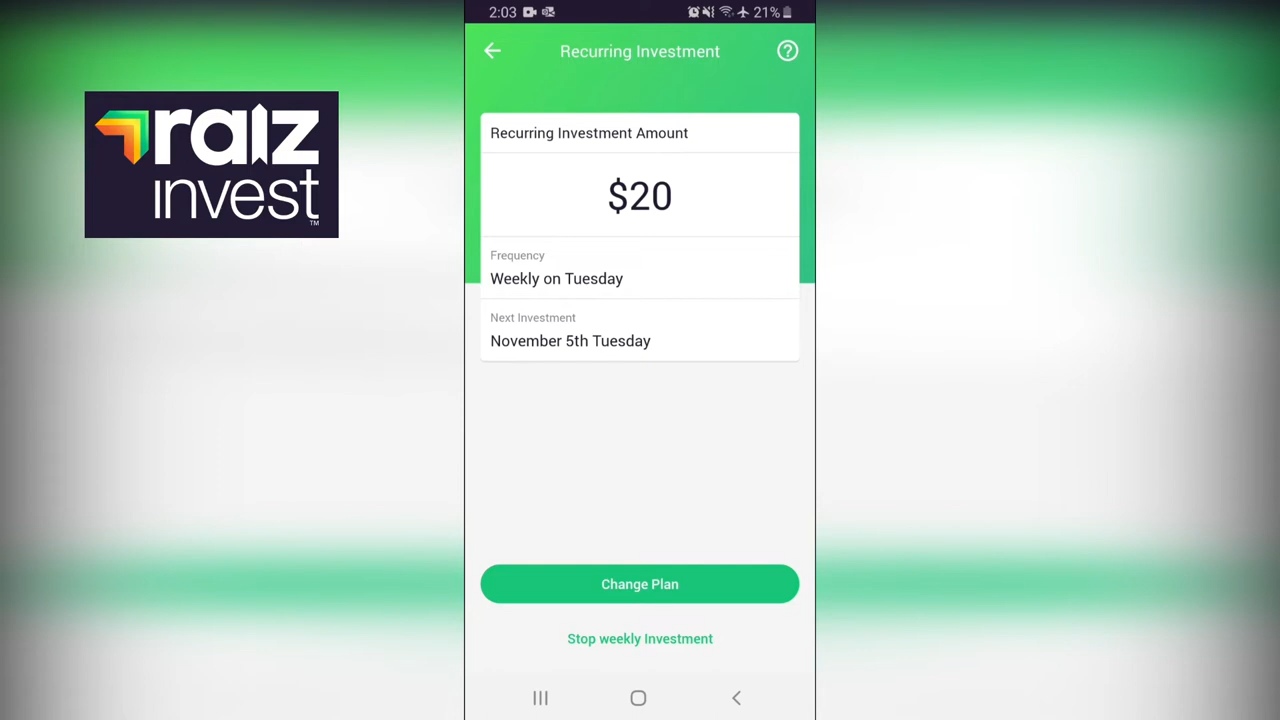 raiz
invest
TM
2:03
21%
Recurring Investment
Recurring Investment Amount
$20
Frequency
Weekly on Tuesday
Next Investment
November 5th Tuesday
Change Plan
Stop weekly Investment